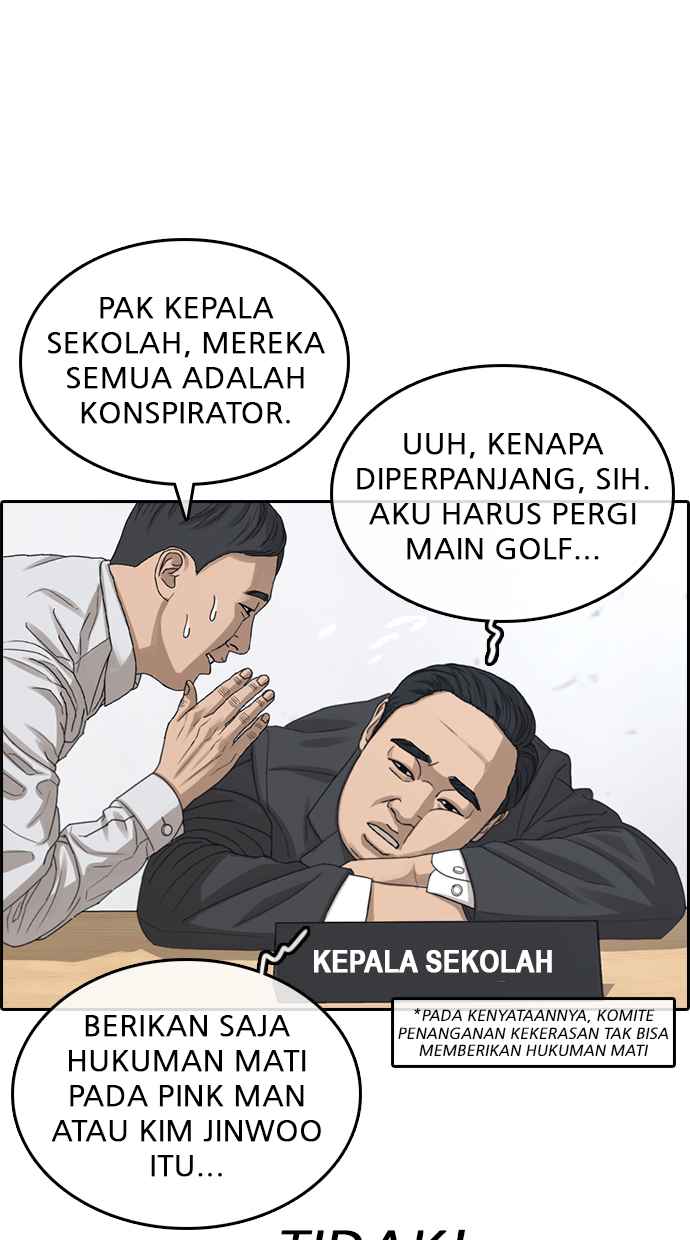 PAK KEPALA
SEKOLAH, MEREKA
SEMUA ADALAH
KONSPIRATOR.
UUH, KENAPA
DIPERPANJANG, SIH.
AKU HARUS PERGI
MAIN GOLF...
KEPALA SEKOLAH
*PADA KENYATAANNYA, KOMITE
PENANGANAN KEKERASAN TAK BISA
MEMBERIKAN HUKUMAN MATI
BERIKAN SAJA
HUKUMAN MATI
PADA PINK MAN
ATAU KIM JINWOO
ITU...